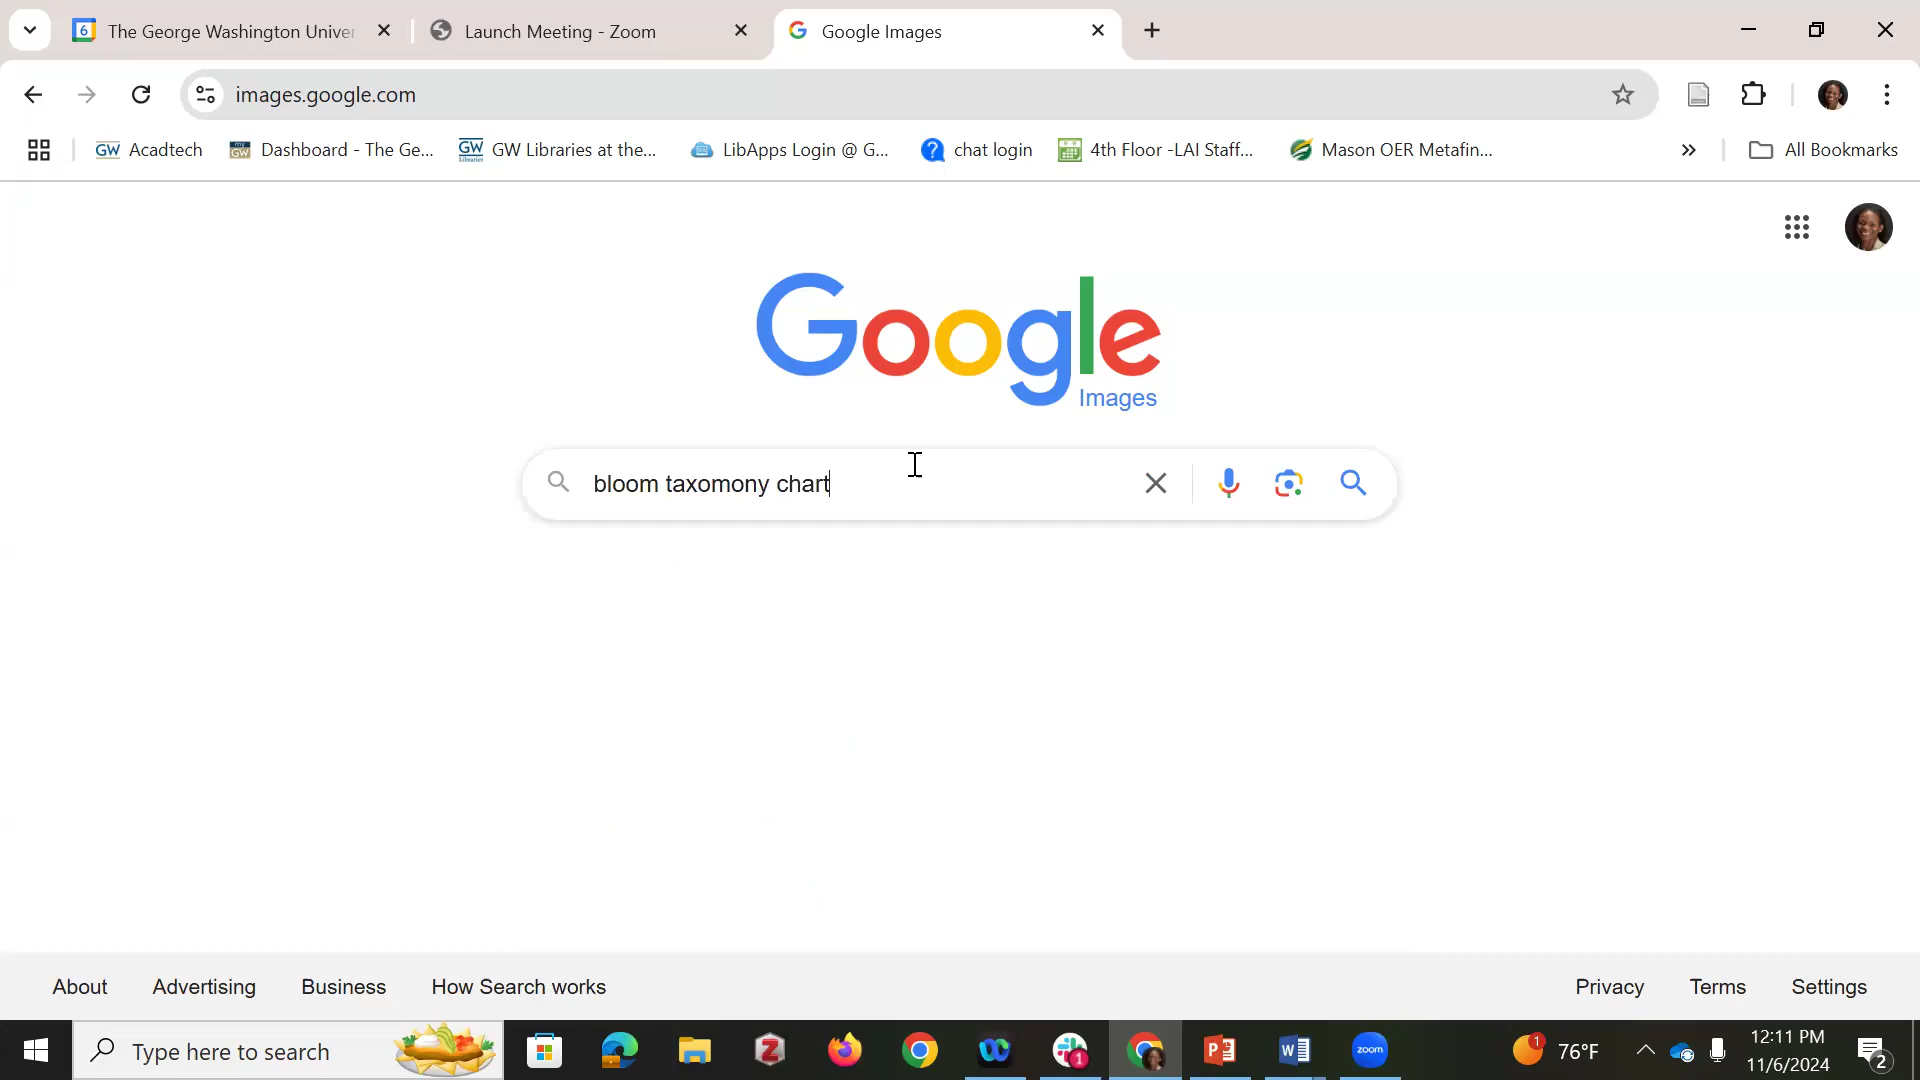 The George Washington Univer
Launch Meeting - Zoom
Google Images
images.google.com
GW Acadtech
Dashboard - The Ge...
GW Libraries at the...
LibApps Login @ G...
chat login
4th Floor -LAI Staff...
Mason OER Metafin...
All Bookmarks
Google
Images
bloom taxomony chart
About
Advertising
Business
How Search works
Privacy
Terms
Settings
Type here to search
zoom
76°F
12:11 PM
11/6/2024
2